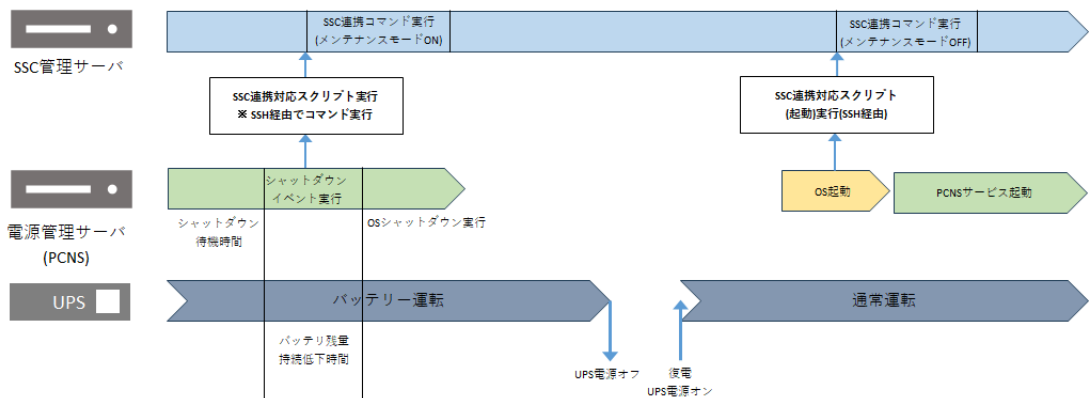 SSC連携コマンド実行
(メンテナンスモードON)
SSC連携コマンド実行
(メンテナンスモードOFF)
SSC管理サーバ
SSC連携対応スクリプト実行
※ SSH経由でコマンド実行
SSC連携対応スクリプト
(起動)実行(SSH経由)
シャットダウン
イベント実行
OS起動
PCNSサービス起動
シャットダウン
待機時間
OSシャットダウン実行
電源管理サーバ
(PCNS)
UPS
バッテリー運転
通常運転
バッテリ残量
持続低下時間
UPS電源オフ
復電
UPS電源オン